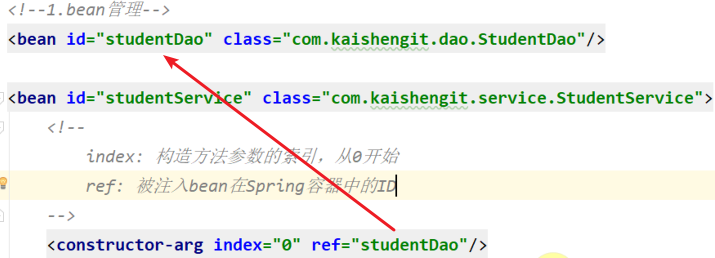 <!--1.bean管理-->
<bean id="studentDao" class="com.kaishengit.dao.StudentDao"/>
<bean id="studentService" class="com.kaishengit.service.StudentService">
<!--
index: 构造方法参数的索引，从0开始
ref: 被注入bean在Spring容器中的ID
-->
<constructor-arg index="0" ref="studentDao"/>